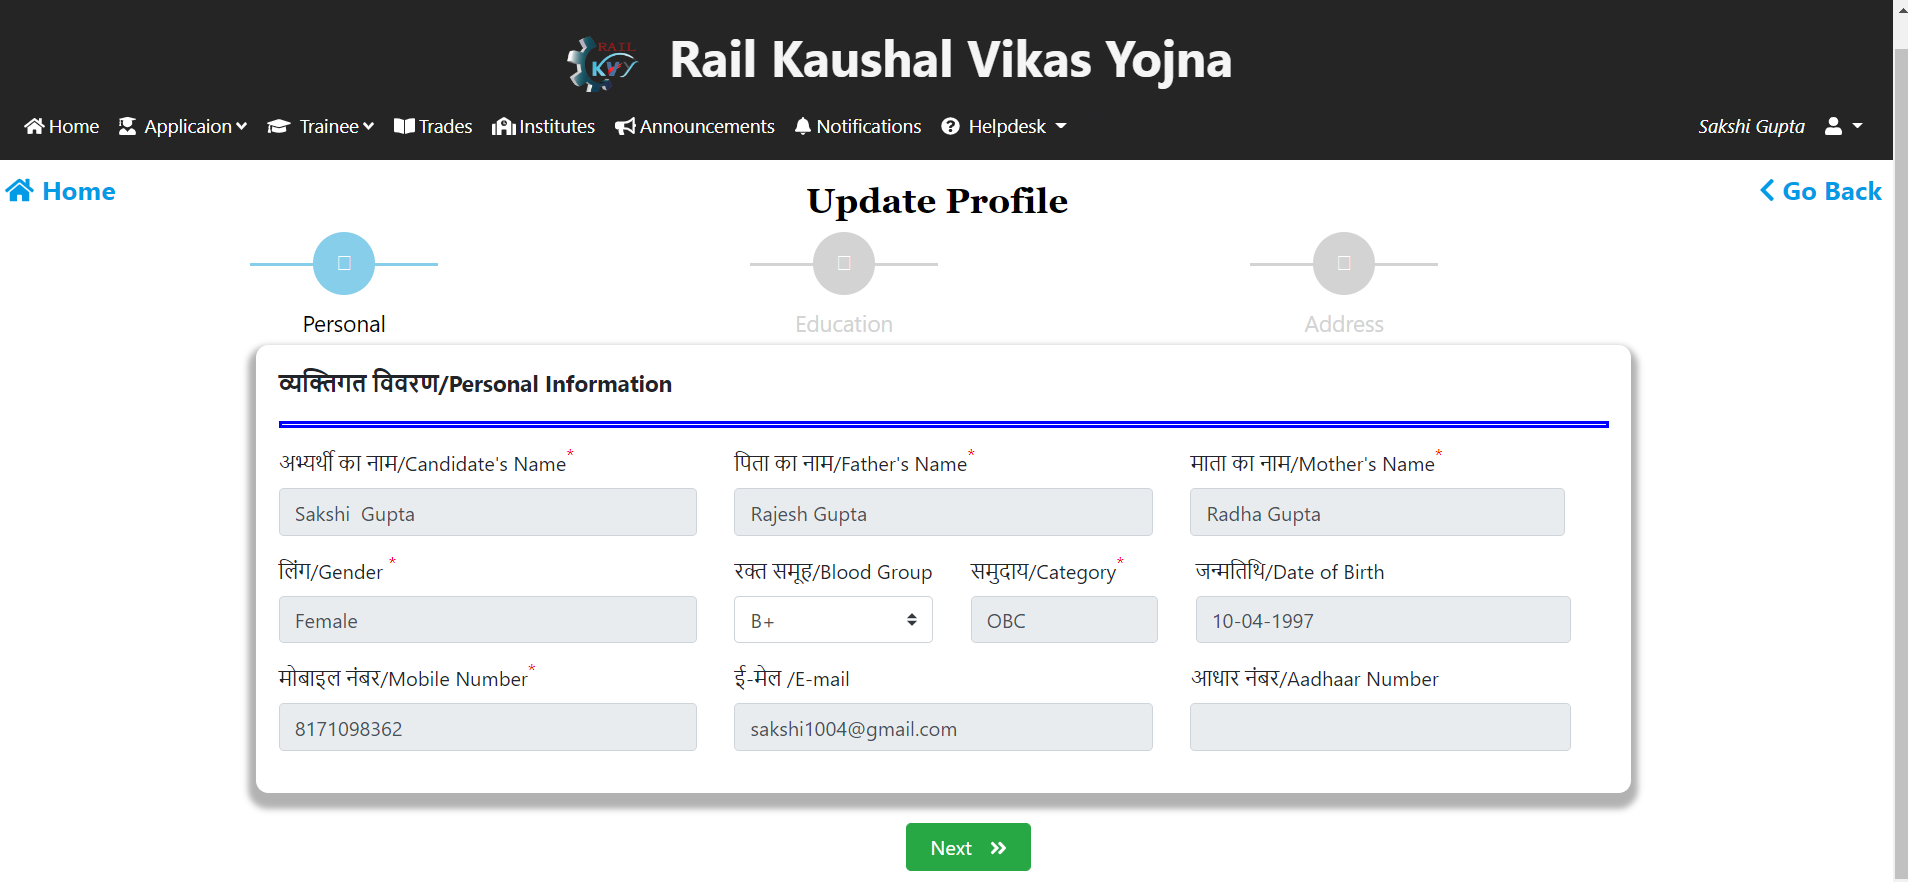 RAIL KVY Rail Kaushal Vikas Yojna
Home Applicaion Trainee Trades Institutes Announcements Notifications Helpdesk Sakshi Gupta
Home Update Profile Go Back
Personal Education Address
व्यक्तिगत विवरण/Personal Information
अभ्यर्थी का नाम/Candidate's Name* पिता का नाम/Father's Name* माता का नाम/Mother's Name*
Sakshi Gupta Rajesh Gupta Radha Gupta
लिंग/Gender * रक्त समूह/Blood Group समुदाय/Category* जन्मतिथि/Date of Birth
Female B+ OBC 10-04-1997
मोबाइल नंबर/Mobile Number* ई-मेल /E-mail आधार नंबर/Aadhaar Number
8171098362 sakshi1004@gmail.com
Next